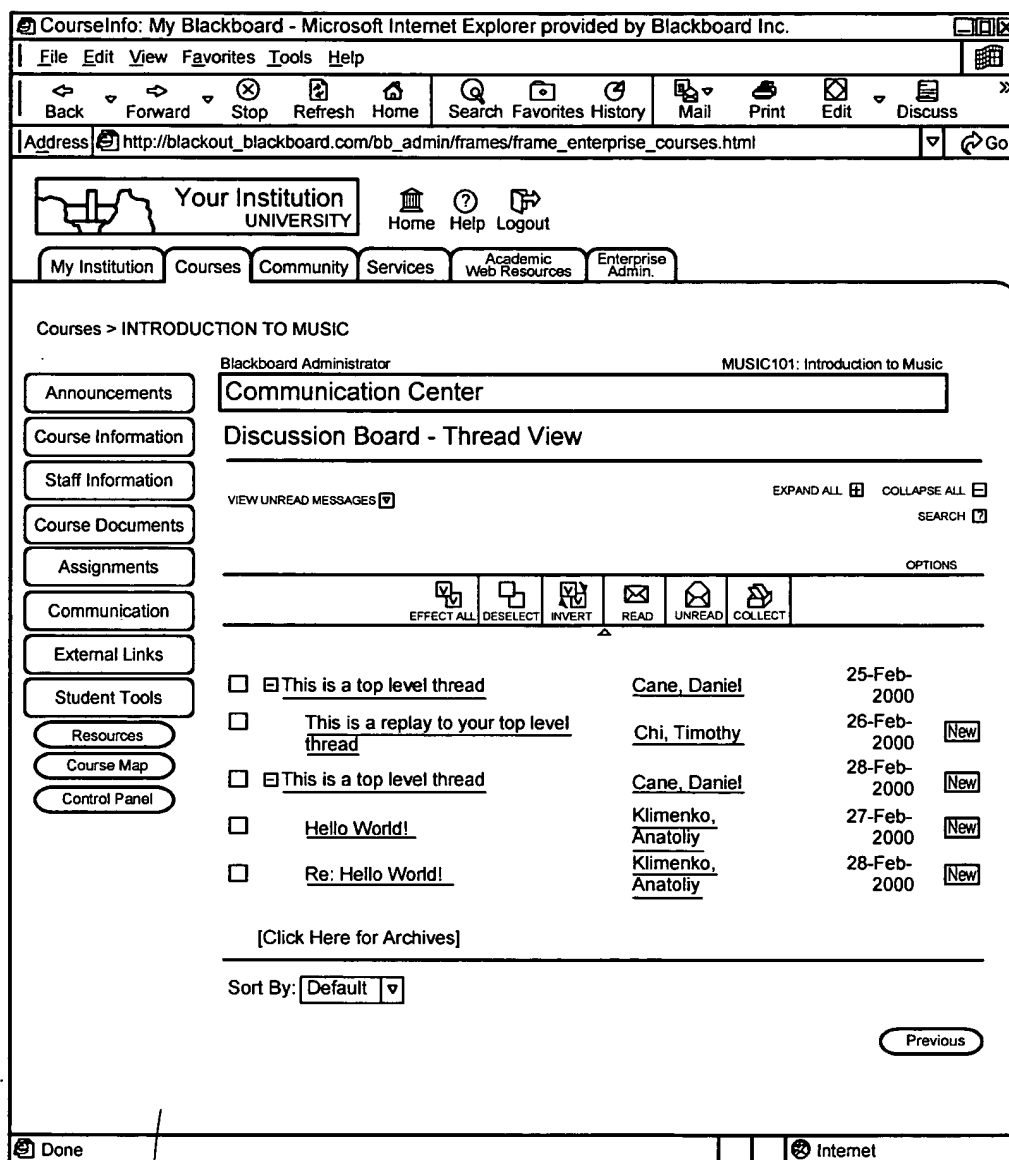 CourseInfo: My Blackboard - Microsoft Internet Explorer provided by Blackboard Inc.
File Edit View Favorites Tools Help
Back Forward Stop Refresh Home Search Favorites History Mail Print Edit Discuss »
Address http://blackout_blackboard.com/bb_admin/frames/frame_enterprise_courses.html Go
Your Institution
UNIVERSITY
Home Help Logout
My Institution Courses Community Services Academic Web Resources Enterprise Admin.
Courses > INTRODUCTION TO MUSIC
Blackboard Administrator MUSIC101: Introduction to Music
Announcements
Communication Center
Course Information
Discussion Board - Thread View
Staff Information
VIEW UNREAD MESSAGES
EXPAND ALL COLLAPSE ALL
SEARCH
Course Documents
Assignments
OPTIONS
Communication
EFFECT ALL DESELECT INVERT READ UNREAD COLLECT
External Links
Student Tools
Resources
Course Map
Control Panel
This is a top level thread Cane, Daniel 25-Feb-
2000
This is a replay to your top level
thread
Chi, Timothy 26-Feb-
2000 New
This is a top level thread Cane, Daniel 28-Feb-
2000 New
Hello World! Klimenko,
Anatoliy
27-Feb-
2000 New
Re: Hello World! Klimenko,
Anatoliy
28-Feb-
2000 New
[Click Here for Archives]
Sort By: Default
Previous
Done Internet